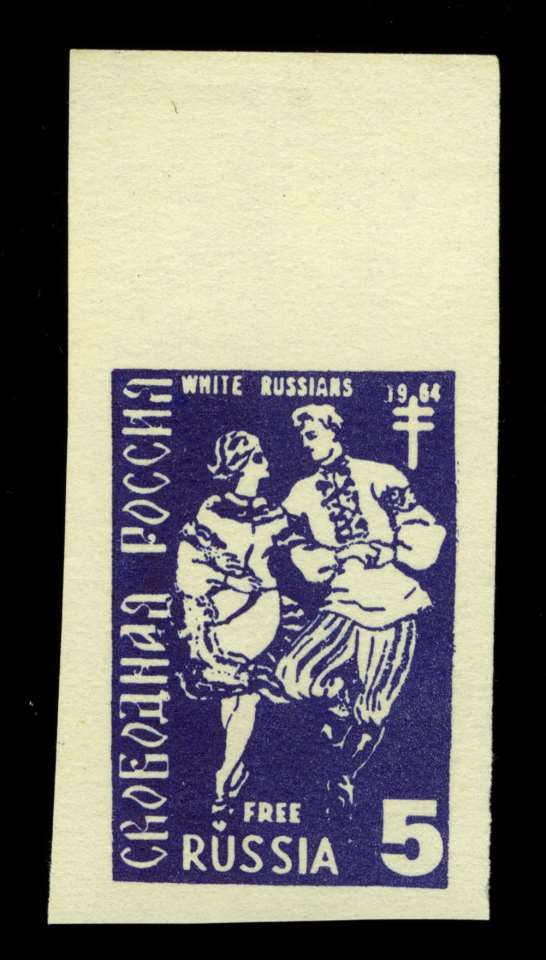 WHITE RUSSIANS
1964
СВОБОДНАЯ РОССИЯ
FREE
RUSSIA
5